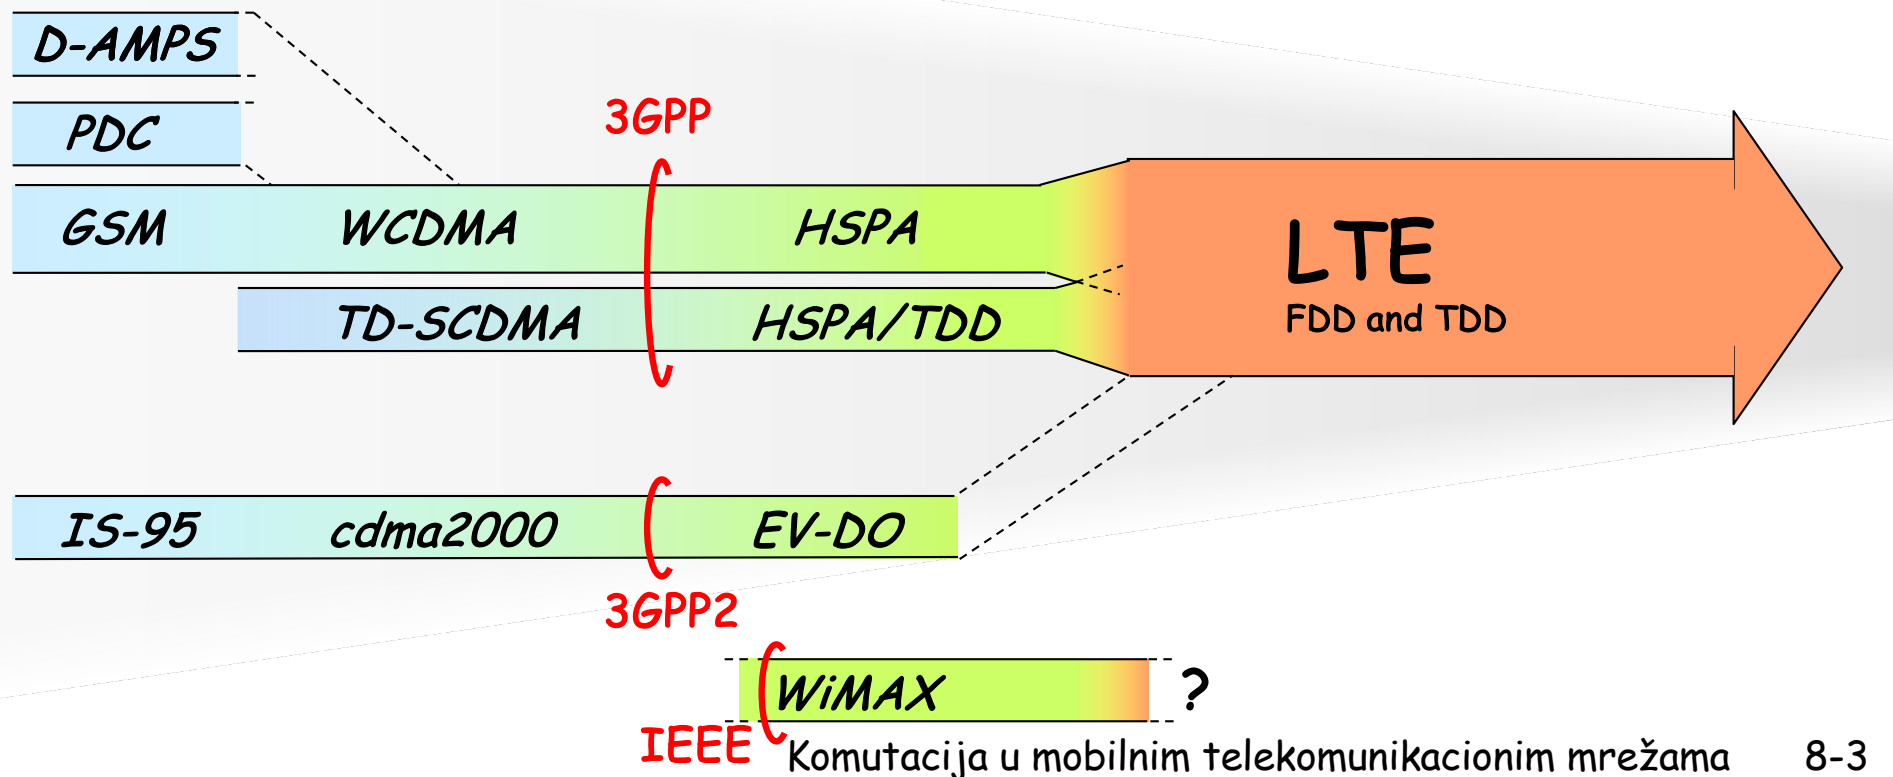 D-AMPS
PDC
3GPP
GSM WCDMA HSPA
LTE
FDD and TDD
TD-SCDMA HSPA/TDD
IS-95 cdma2000 EV-DO
3GPP2
WiMAX ?
IEEE
Komutacija u mobilnim telekomunikacionim mrežama 8-3